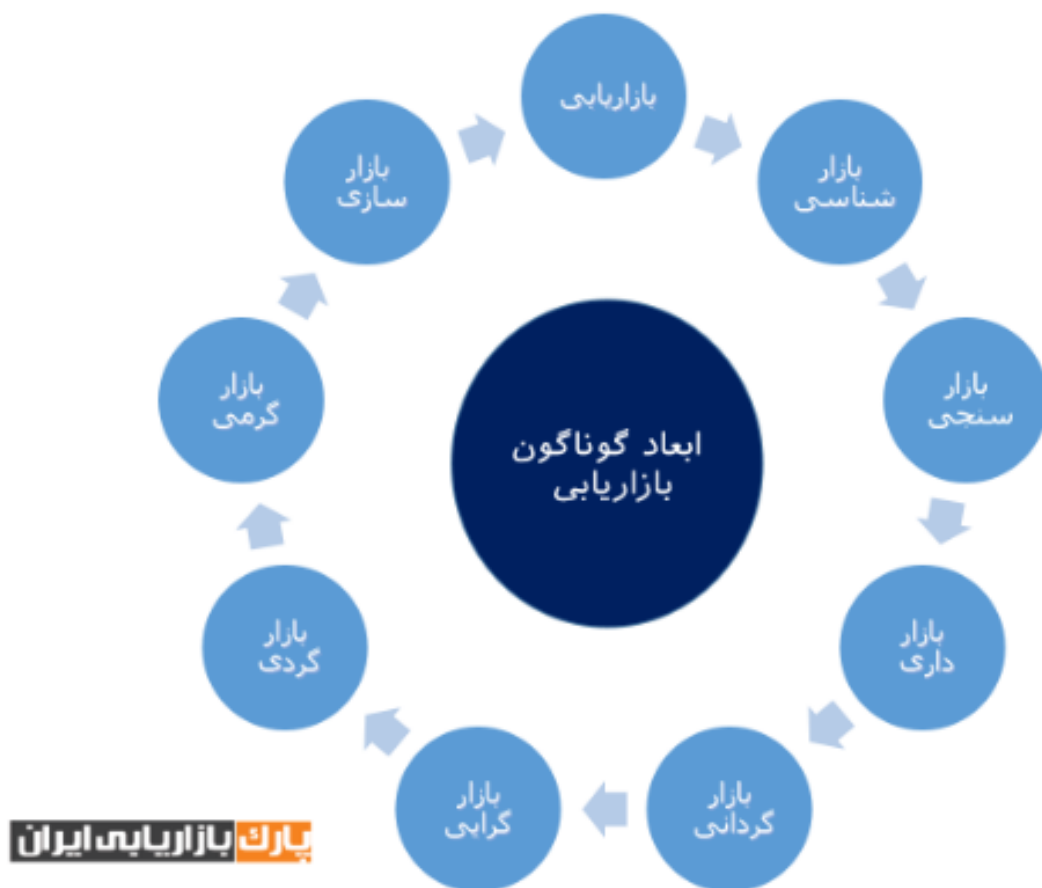 بازاریابی
بازار
شناسی
بازار
سنجی
بازار
داری
بازار
گردانی
بازار
گرایی
بازار
گردی
بازار
گرمی
بازار
سازی
ابعاد گوناگون
بازاریابی
پارك بازاریابی ایران